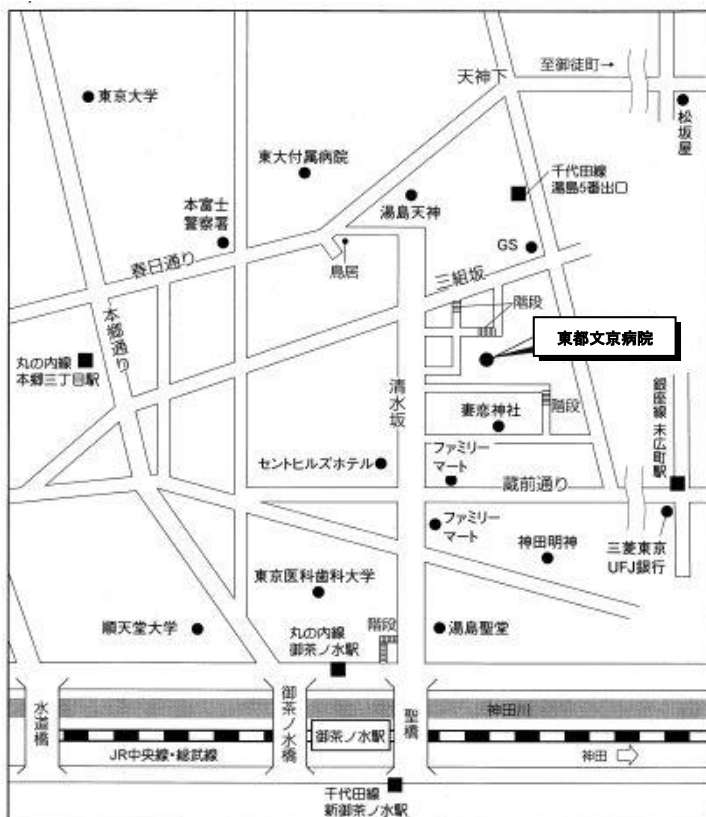 天神下
至御徒町→
東京大学
松坂屋
東大付属病院
千代田線
湯島5番出口
湯島天神
本富士
警察署
GS
春日通り
鳥居
三組坂
階段
本郷通り
東都文京病院
丸の内線
本郷三丁目駅
清水坂
銀座線 末広町駅
階段
妻恋神社
ファミリー
マート
セントヒルズホテル
蔵前通り
ファミリー
マート
神田明神
三菱東京
UFJ銀行
東京医科歯科大学
順天堂大学
階段
丸の内線
御茶ノ水駅
湯島聖堂
水道橋
御茶ノ水橋
聖橋
神田川
御茶ノ水駅
JR中央線・総武線
神田
千代田線
新御茶ノ水駅